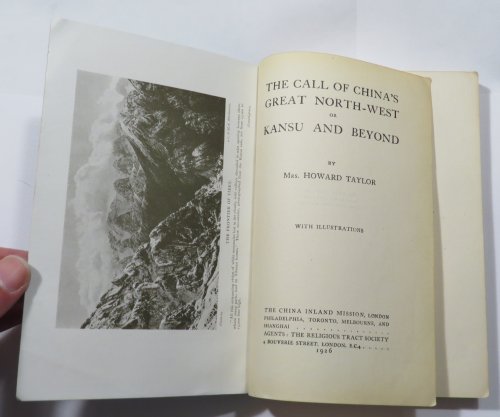 THE FRONTIER OF TIBET
THE CALL OF CHINA'S
GREAT NORTH-WEST
OR
KANSU AND BEYOND
BY
MRS. HOWARD TAYLOR
WITH ILLUSTRATIONS
THE CHINA INLAND MISSION, LONDON
PHILADELPHIA, TORONTO, MELBOURNE, AND
SHANGHAI . . . . . . . . . . . . . . .
AGENTS: THE RELIGIOUS TRACT SOCIETY
4 BOUVERIE STREET, LONDON, E.C.4 . . . . .
1926